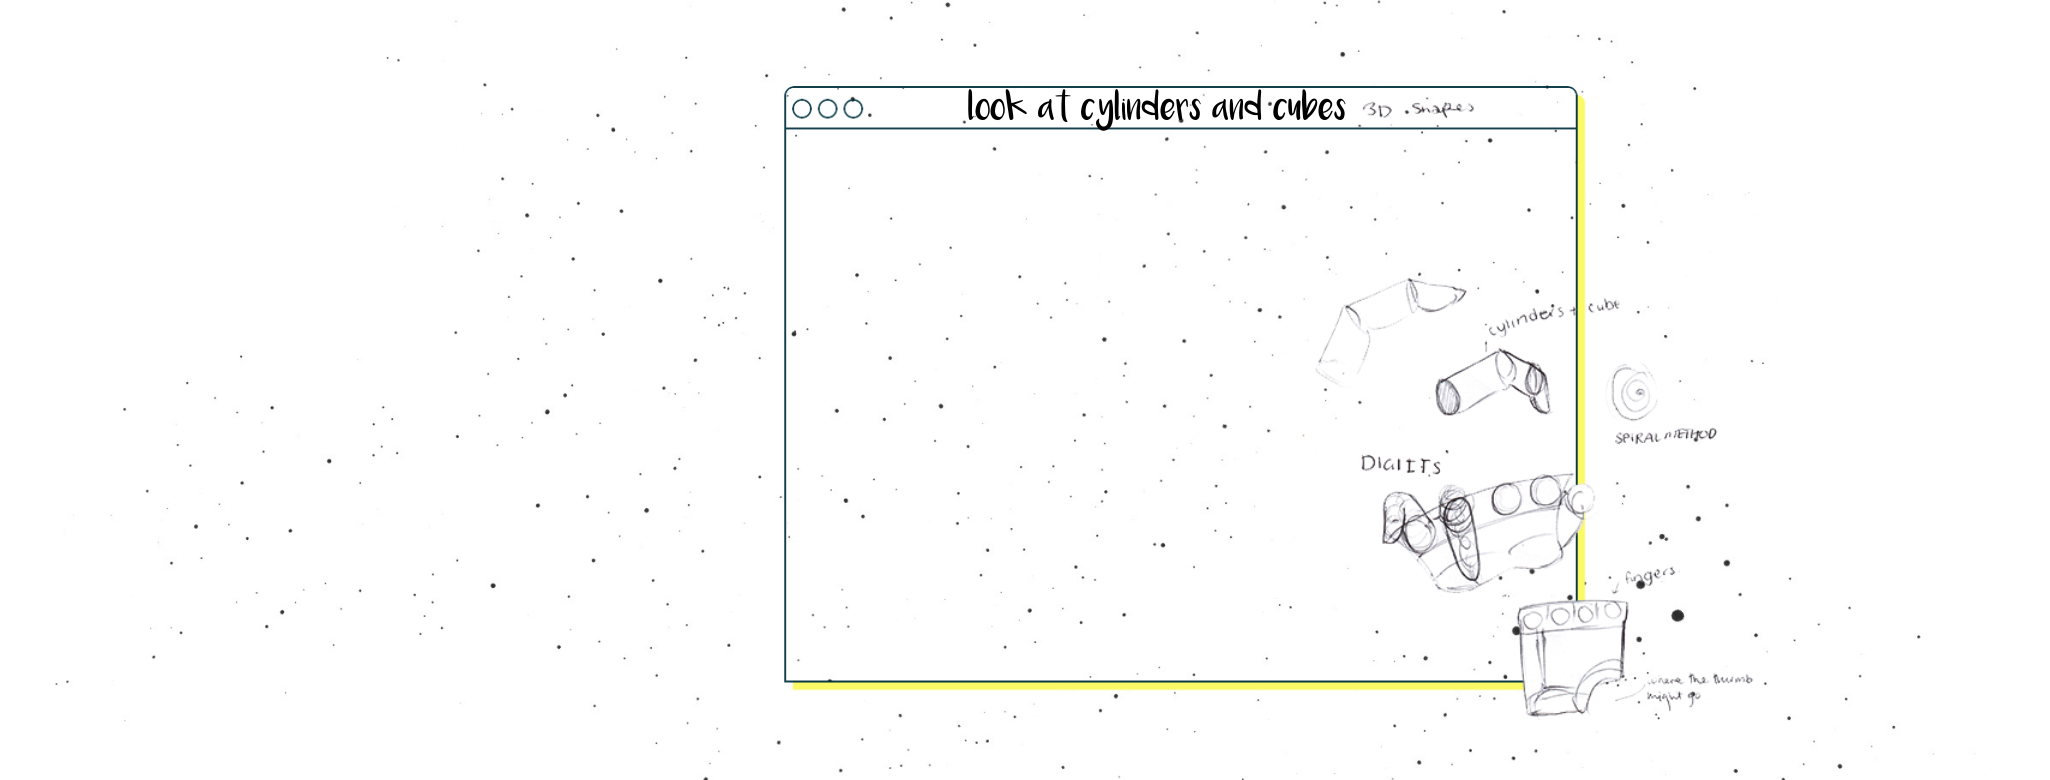 look at cylinders and cubes 3D shapes
cylinders + cube
SPIRAL METHOD
DIGITS
fingers
where the thumb
might go